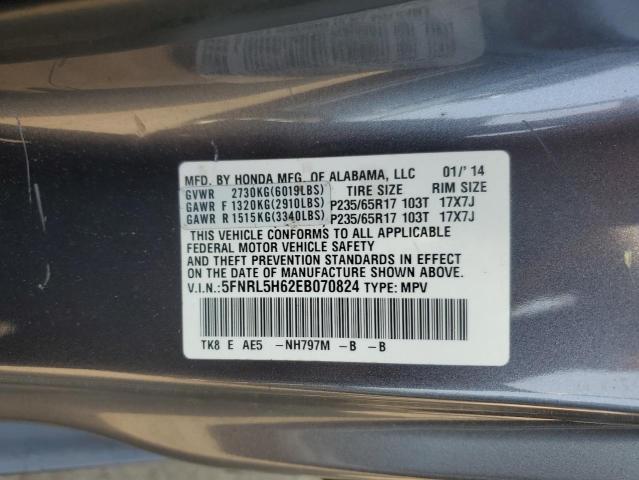 MFD. BY HONDA MFG. OF ALABAMA, LLC 01/'14
GVWR 2730KG(6019LBS) TIRE SIZE RIM SIZE
GAWR F 1320KG(2910LBS) P235/65R17 103T 17X7J
GAWR R 1515KG(3340LBS) P235/65R17 103T 17X7J
THIS VEHICLE CONFORMS TO ALL APPLICABLE
FEDERAL MOTOR VEHICLE SAFETY
AND THEFT PREVENTION STANDARDS IN EFFECT
ON THE DATE OF MANUFACTURE SHOWN ABOVE.
V.I.N.:5FNRL5H62EB070824 TYPE: MPV
TK8 E AE5 -NH797M -B -B